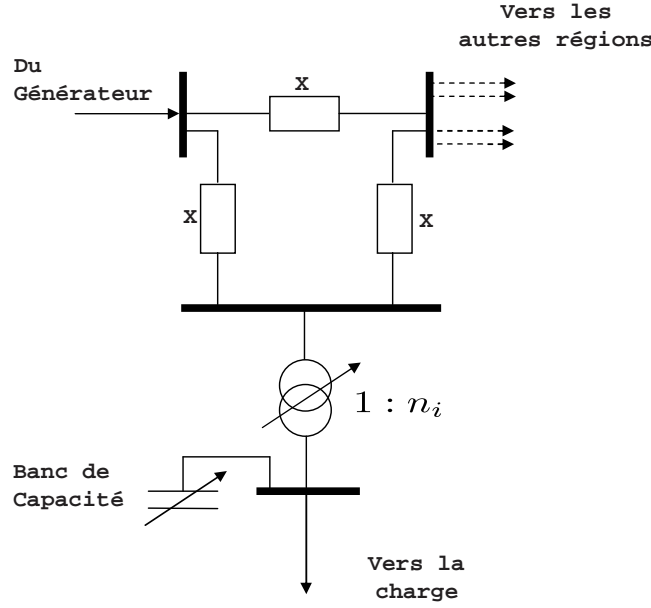 Vers les
autres régions
Du
Générateur
x
x
x
1 : n_i
Banc de
Capacité
Vers la
charge